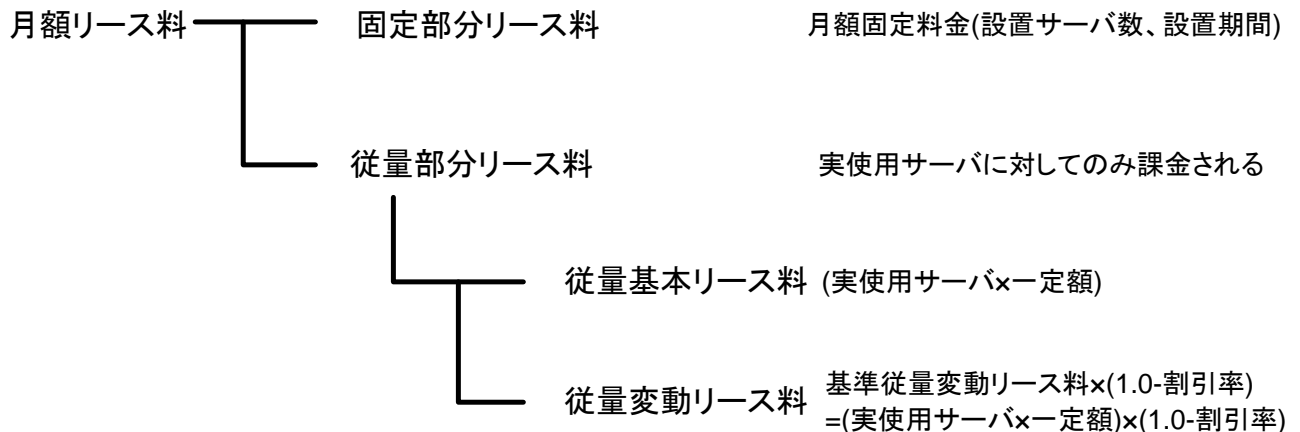 月額リース料 固定部分リース料 月額固定料金(設置サーバ数、設置期間)
従量部分リース料 実使用サーバに対してのみ課金される
従量基本リース料 (実使用サーバ×一定額)
従量変動リース料 基準従量変動リース料×(1.0-割引率)
=(実使用サーバ×一定額)×(1.0-割引率)